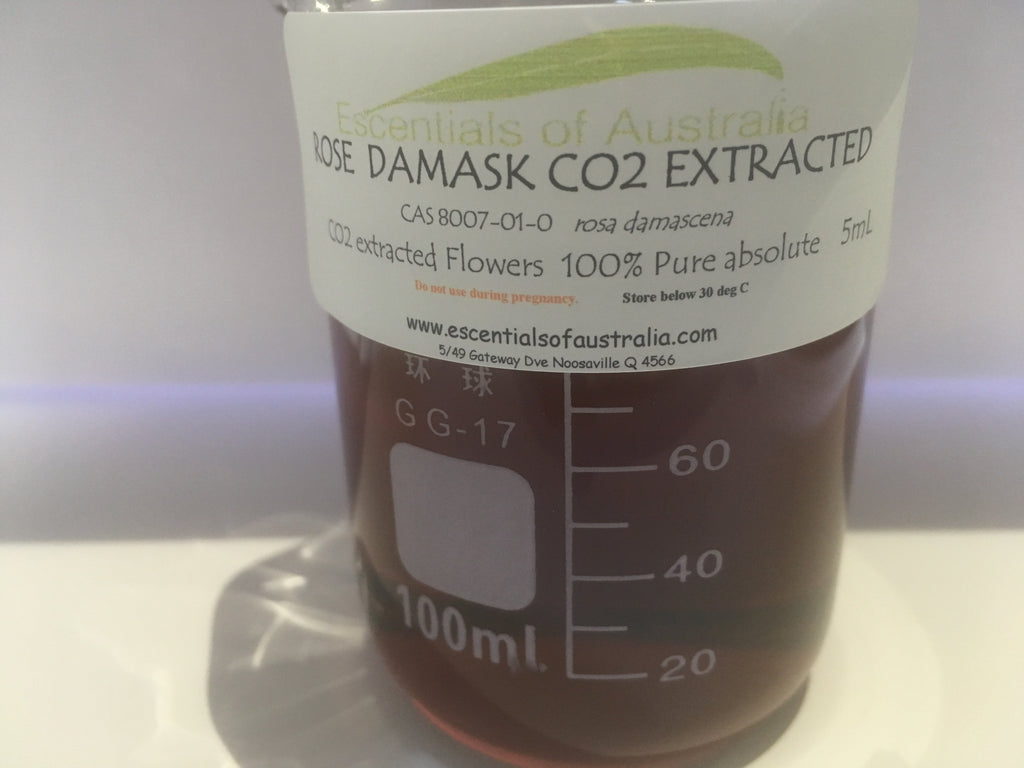 Escentials of Australia
ROSE DAMASK CO2 EXTRACTED
CAS 8007-01-0 rosa damascena
CO2 extracted Flowers 100% Pure absolute 5mL
Do not use during pregnancy. Store below 30 deg C
www.escentialsofaustralia.com
5/49 Gateway Dve Noosaville Q 4566
环 球
GG-17
60
40
100ml
20